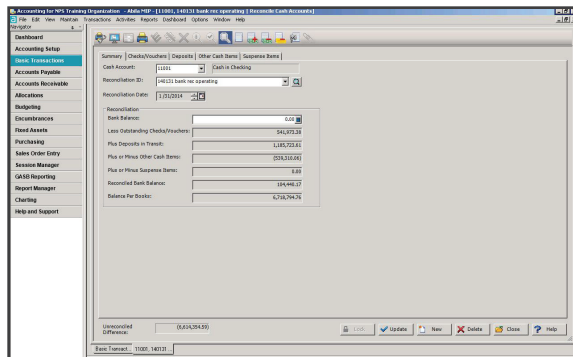 Accounting for NPS Training Organization - Abila MIP - [11001, 140131 bank rec operating | Reconcile Cash Accounts]
File Edit View Maintain Transactions Activities Reports Dashboard Options Window Help
Navigator
Dashboard
Accounting Setup
Basic Transactions
Accounts Payable
Accounts Receivable
Allocations
Budgeting
Encumbrances
Fixed Assets
Purchasing
Sales Order Entry
Session Manager
GASB Reporting
Report Manager
Charting
Help and Support
Summary Checks/Vouchers Deposits Other Cash Items Suspense Items
Cash Account: 11001 Cash in Checking
Reconciliation ID: 140131 bank rec operating
Reconciliation Date: 1/31/2014
Reconciliation
Bank Balance: 0.00
Less Outstanding Checks/Vouchers: 541,973.38
Plus Deposits in Transit: 1,185,723.61
Plus or Minus Other Cash Items: (539,310.06)
Plus or Minus Suspense Items: 0.00
Reconciled Bank Balance: 104,440.17
Balance Per Books: 6,718,794.76
Unreconciled Difference: (6,614,354.59)
Update New Delete Close Help
Basic Transact... 11001, 140131 ...